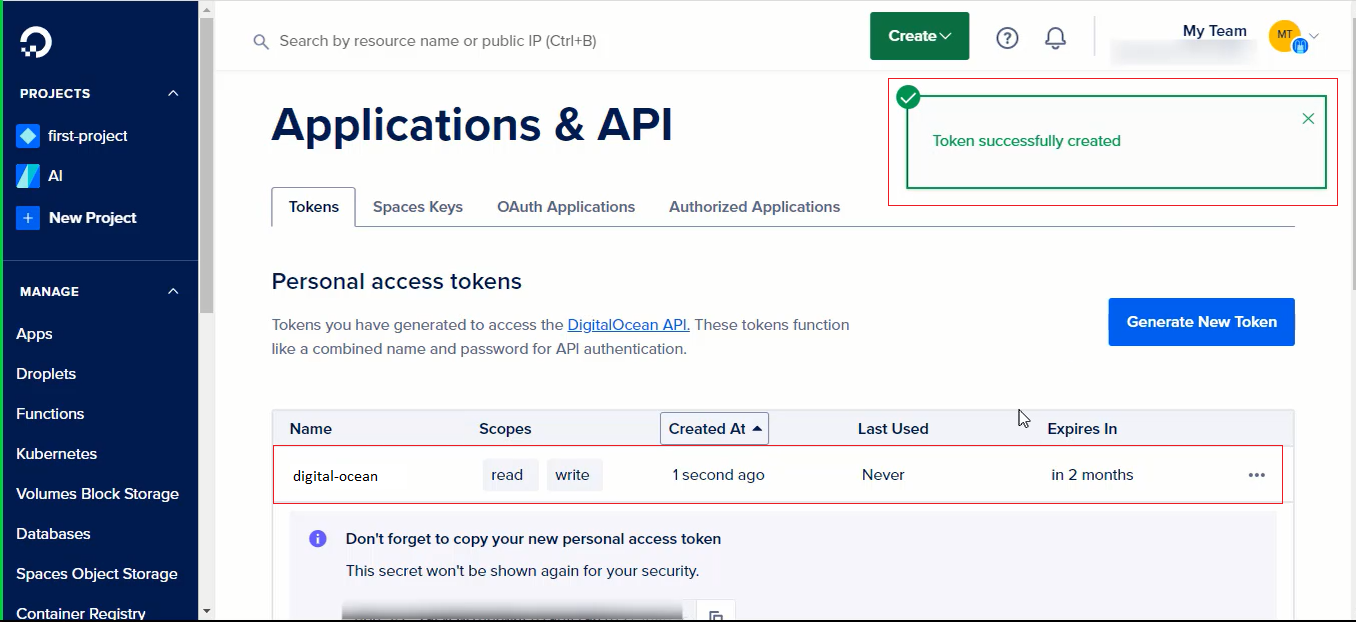 Search by resource name or public IP (Ctrl+B)
Create
?
My Team
MT
PROJECTS
first-project
AI
+ New Project
MANAGE
Apps
Droplets
Functions
Kubernetes
Volumes Block Storage
Databases
Spaces Object Storage
Container Registry
Applications & API
Token successfully created
Tokens Spaces Keys OAuth Applications Authorized Applications
Personal access tokens
Tokens you have generated to access the DigitalOcean API. These tokens function
like a combined name and password for API authentication.
Generate New Token
Name Scopes Created At Last Used Expires In
digital-ocean read write 1 second ago Never in 2 months
Don't forget to copy your new personal access token
This secret won't be shown again for your security.